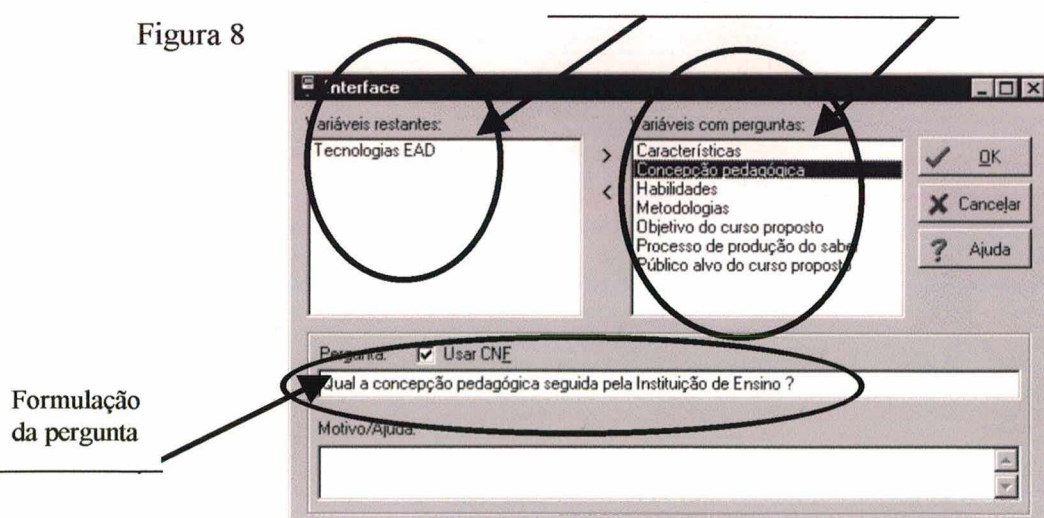 Figura 8
Interface
Variáveis restantes:
Variáveis com perguntas:
Tecnologias EAD
>
<
Características
Concepção pedagógica
Habilidades
Metodologias
Objetivo do curso proposto
Processo de produção do saber
Público alvo do curso proposto
OK
Cancelar
? Ajuda
Pergunta: Usar CNF
Qual a concepção pedagógica seguida pela Instituição de Ensino ?
Motivo/Ajuda:
Formulação
da pergunta